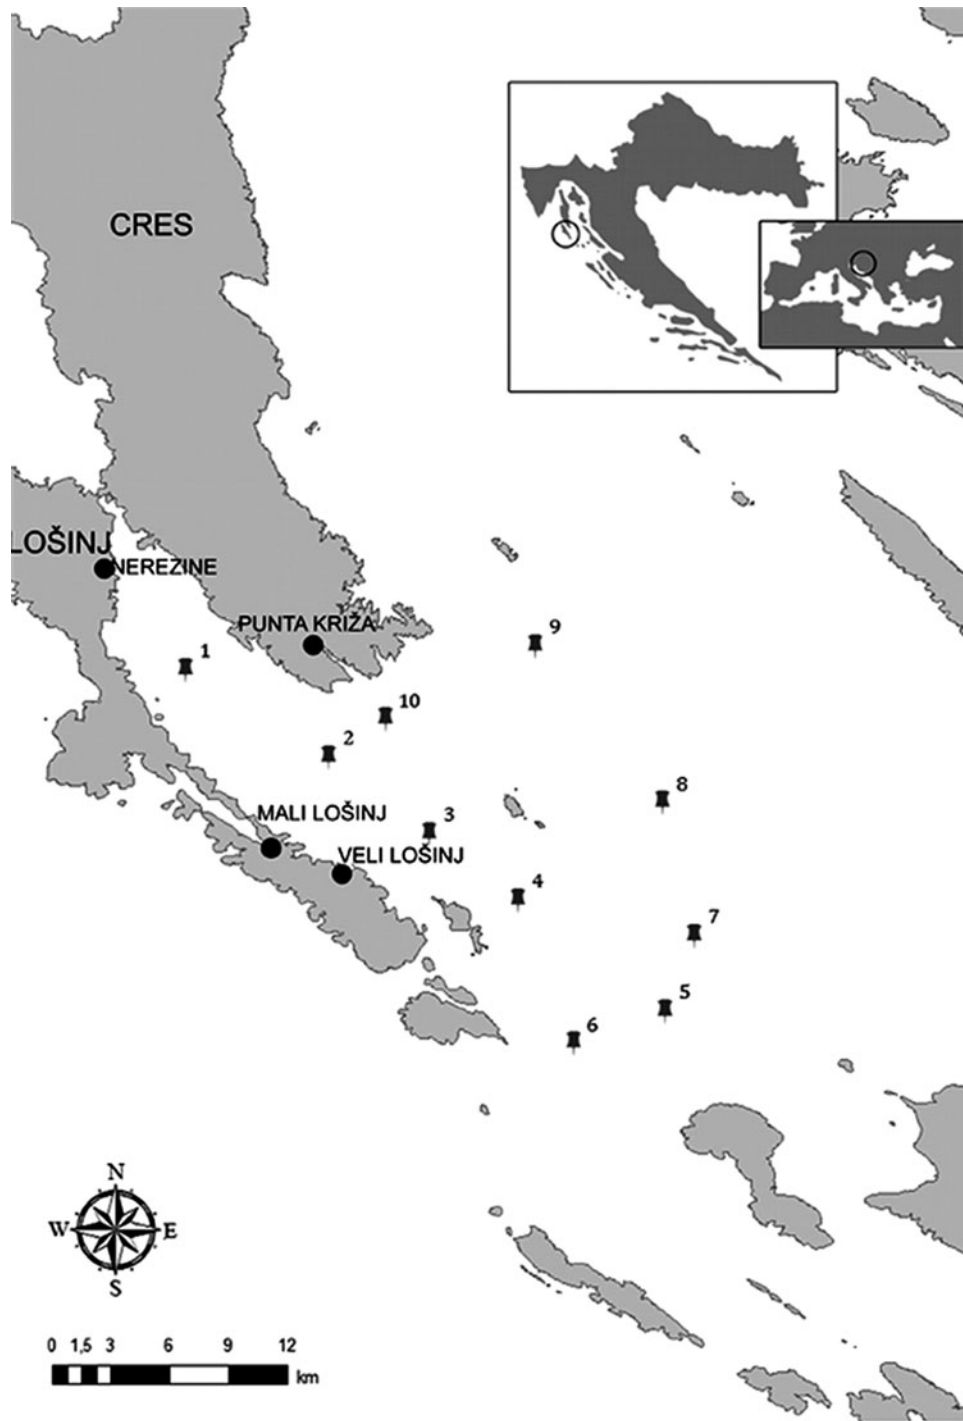 CRES
LOŠINJ
NEREZINE
PUNTA KRIŽA
9
1
10
2
8
MALI LOŠINJ
3
VELI LOŠINJ
4
7
5
6
N
W E
S
0 1,5 3 6 9 12
km